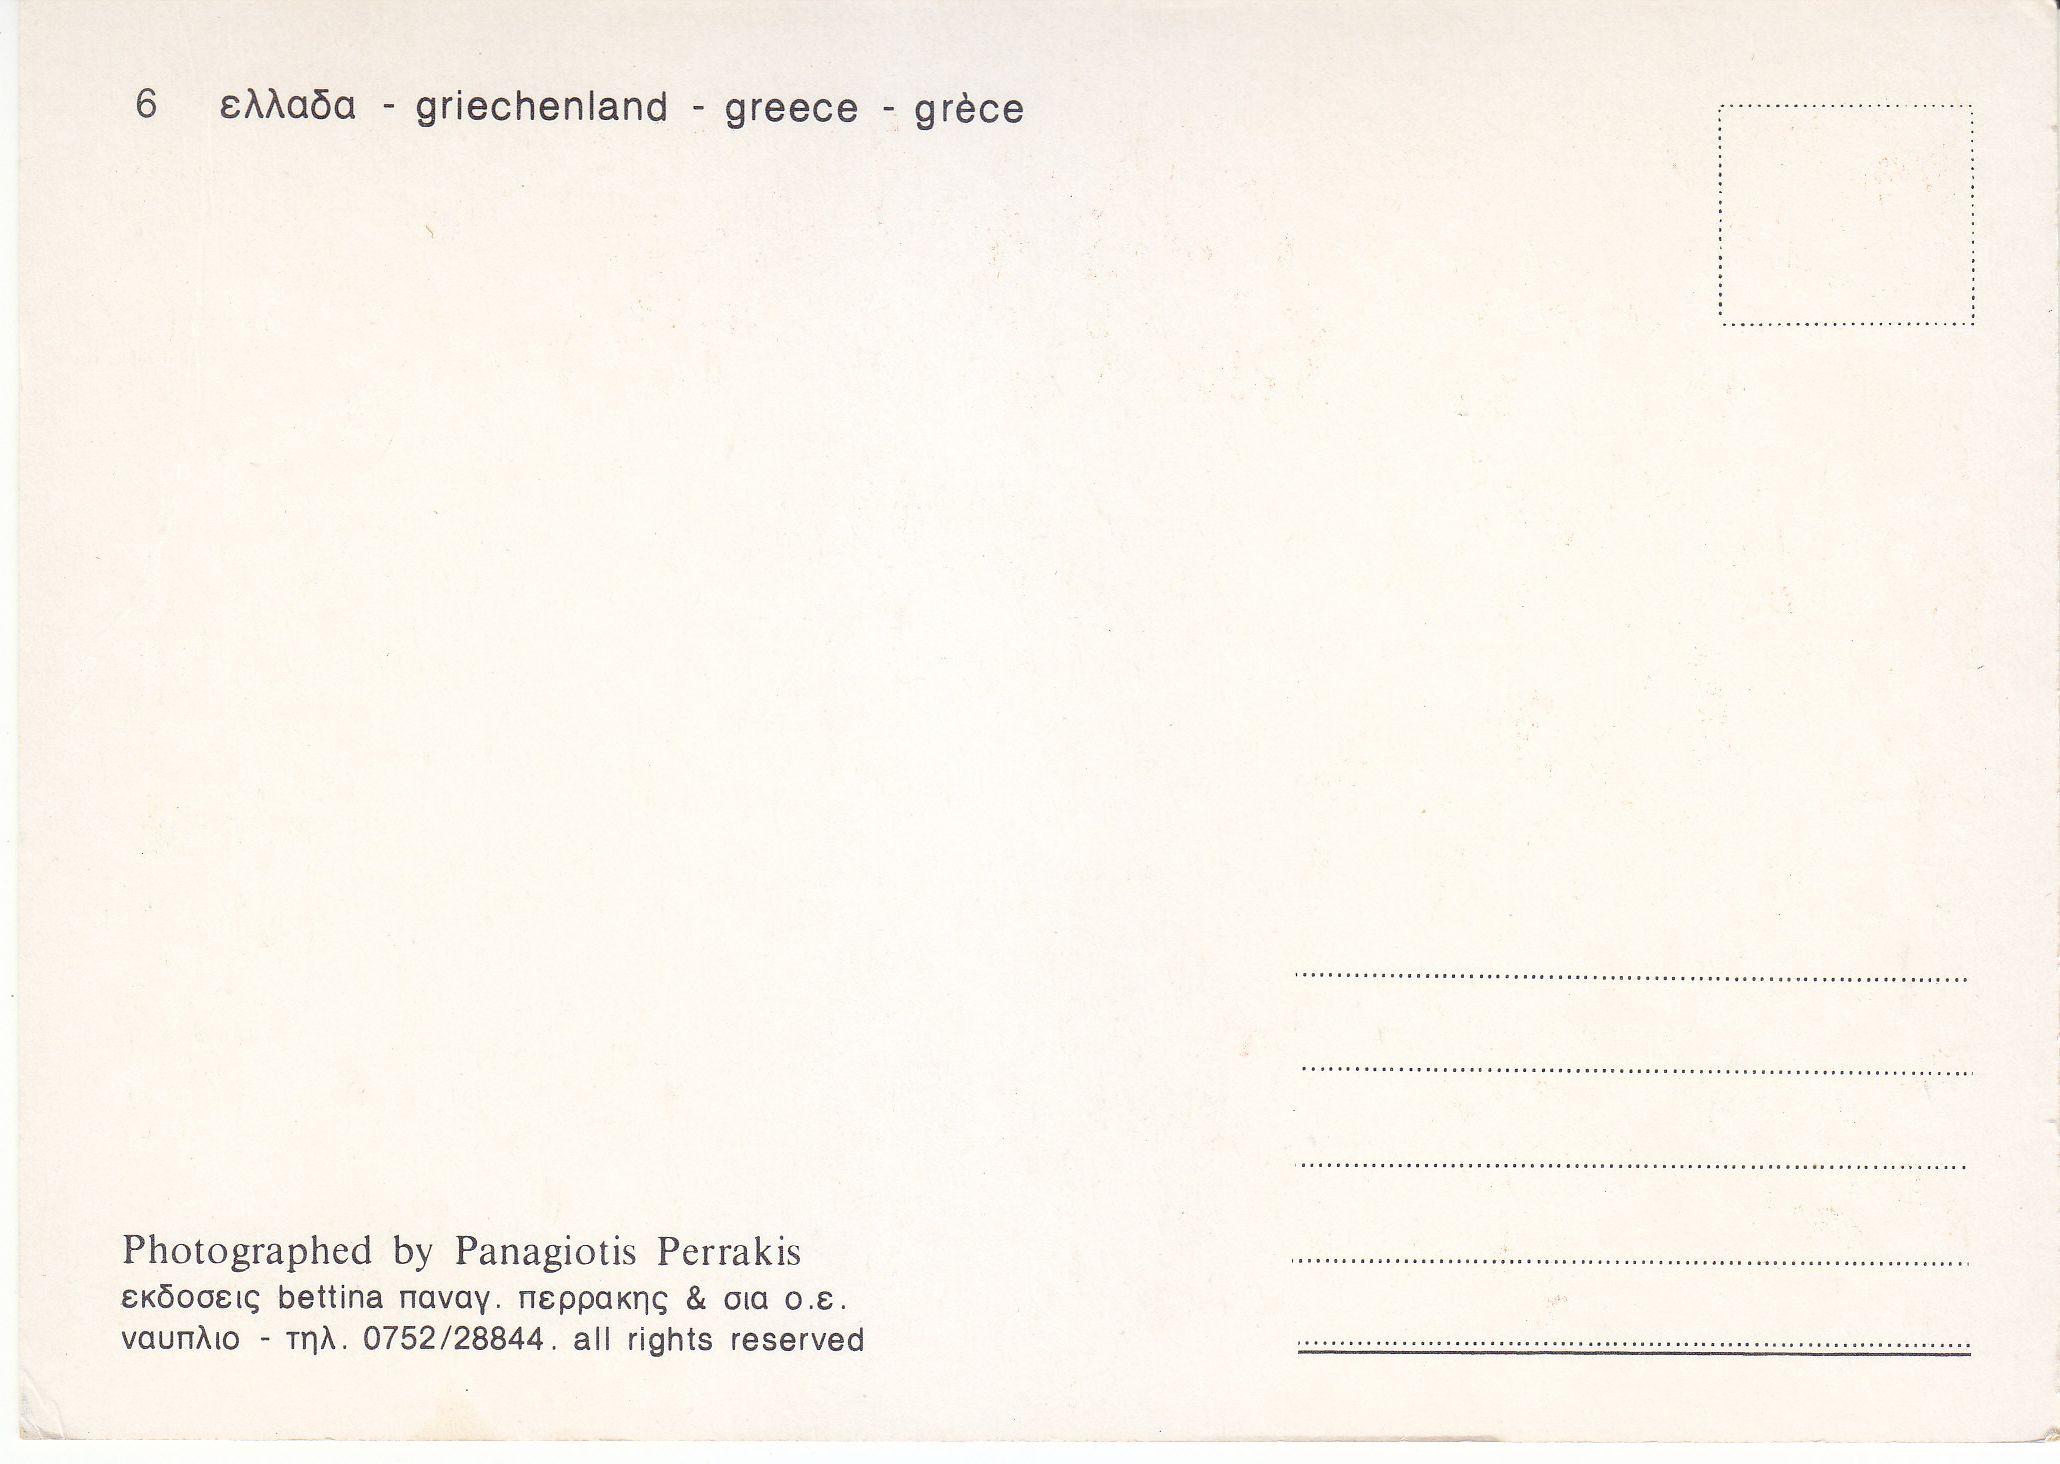 6 ελλαδα - griechenland - greece - grèce
Photographed by Panagiotis Perrakis
εκδοσεις bettina παναγ. περρακης & σια ο.ε.
ναυπλιο - τηλ. 0752/28844. all rights reserved